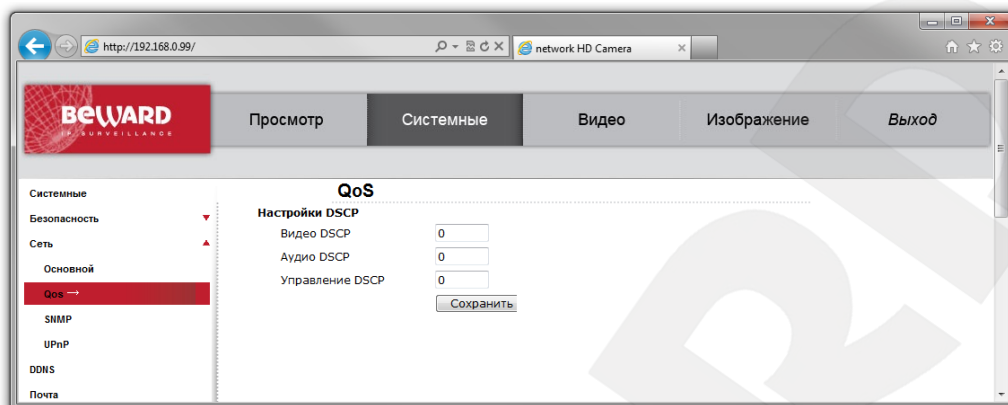 http://192.168.0.99/
network HD Camera
BEWARD
IP SURVEILLANCE
Просмотр
Системные
Видео
Изображение
Выход
Системные
Безопасность
Сеть
Основной
Qos →
SNMP
UPnP
DDNS
Почта
QoS
Настройки DSCP
Видео DSCP 0
Аудио DSCP 0
Управление DSCP 0
Сохранить